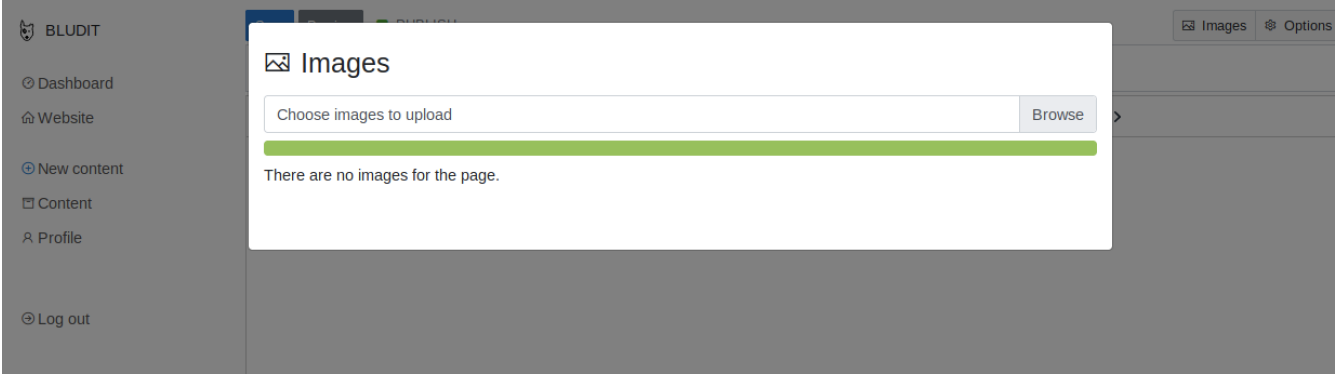 BLUDIT
PUBLISH
Images
Options
Images
Choose images to upload
Browse
There are no images for the page.
Dashboard
Website
New content
Content
Profile
Log out